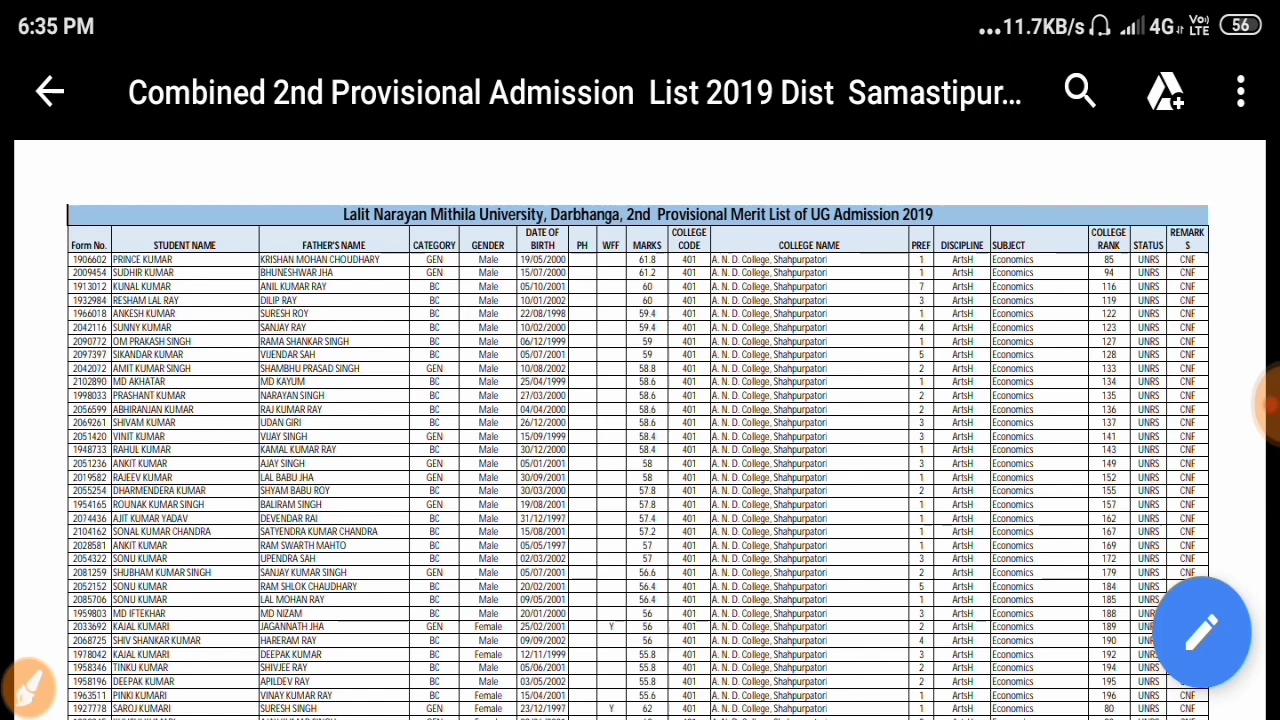 6:35 PM
...11.7KB/s 4G Vo) LTE 56
Combined 2nd Provisional Admission List 2019 Dist Samastipur...
Lalit Narayan Mithila University, Darbhanga, 2nd Provisional Merit List of UG Admission 2019
Form No. STUDENT NAME FATHER'S NAME CATEGORY GENDER DATE OF BIRTH PH WFF MARKS COLLEGE CODE COLLEGE NAME PREF DISCIPLINE SUBJECT COLLEGE RANK STATUS REMARKS
1906602 PRINCE KUMAR KRISHAN MOHAN CHOUDHARY GEN Male 19/05/2000 61.8 401 A. N. D. College, Shahpurpatori 1 ArtsH Economics 85 UNRS CNF
2009454 SUDHIR KUMAR BHUNESHWAR JHA GEN Male 15/07/2000 61.2 401 A. N. D. College, Shahpurpatori 1 ArtsH Economics 94 UNRS CNF
1913012 KUNAL KUMAR ANIL KUMAR RAY BC Male 05/10/2001 60 401 A. N. D. College, Shahpurpatori 7 ArtsH Economics 116 UNRS CNF
1932984 RESHAM LAL RAY DILIP RAY BC Male 10/01/2002 60 401 A. N. D. College, Shahpurpatori 3 ArtsH Economics 119 UNRS CNF
1966018 ANKESH KUMAR SURESH ROY BC Male 22/08/1998 59.4 401 A. N. D. College, Shahpurpatori 1 ArtsH Economics 122 UNRS CNF
2042116 SUNNY KUMAR SANJAY RAY BC Male 10/02/2000 59.4 401 A. N. D. College, Shahpurpatori 4 ArtsH Economics 123 UNRS CNF
2090772 OM PRAKASH SINGH RAMA SHANKAR SINGH BC Male 06/12/1999 59 401 A. N. D. College, Shahpurpatori 1 ArtsH Economics 127 UNRS CNF
2097397 SIKANDAR KUMAR VIJENDAR SAH BC Male 05/07/2001 59 401 A. N. D. College, Shahpurpatori 5 ArtsH Economics 128 UNRS CNF
2042072 AMIT KUMAR SINGH SHAMBHU PRASAD SINGH GEN Male 10/08/2002 58.8 401 A. N. D. College, Shahpurpatori 2 ArtsH Economics 133 UNRS CNF
2102890 MD AKHATAR MD KAYUM BC Male 25/04/1999 58.6 401 A. N. D. College, Shahpurpatori 1 ArtsH Economics 134 UNRS CNF
1998033 PRASHANT KUMAR NARAYAN SINGH BC Male 27/03/2000 58.6 401 A. N. D. College, Shahpurpatori 2 ArtsH Economics 135 UNRS CNF
2056599 ABHIRANJAN KUMAR RAJ KUMAR RAY BC Male 04/04/2000 58.6 401 A. N. D. College, Shahpurpatori 2 ArtsH Economics 136 UNRS CNF
2069261 SHIVAM KUMAR UDAN GIRI BC Male 26/12/2000 58.6 401 A. N. D. College, Shahpurpatori 3 ArtsH Economics 137 UNRS CNF
2051420 VINIT KUMAR VIJAY SINGH GEN Male 15/09/1999 58.4 401 A. N. D. College, Shahpurpatori 3 ArtsH Economics 141 UNRS CNF
1948733 RAHUL KUMAR KAMAL KUMAR RAY BC Male 30/12/2000 58.4 401 A. N. D. College, Shahpurpatori 1 ArtsH Economics 143 UNRS CNF
2051236 ANKIT KUMAR AJAY SINGH GEN Male 05/01/2001 58 401 A. N. D. College, Shahpurpatori 3 ArtsH Economics 149 UNRS CNF
2019582 RAJEEV KUMAR LAL BABU JHA GEN Male 30/09/2001 58 401 A. N. D. College, Shahpurpatori 1 ArtsH Economics 152 UNRS CNF
2055254 DHARMENDERA KUMAR SHYAM BABU ROY BC Male 30/03/2000 57.8 401 A. N. D. College, Shahpurpatori 2 ArtsH Economics 155 UNRS CNF
1954165 ROUNAK KUMAR SINGH BALIRAM SINGH GEN Male 19/08/2001 57.8 401 A. N. D. College, Shahpurpatori 1 ArtsH Economics 157 UNRS CNF
2074436 AJIT KUMAR YADAV DEVENDAR RAI BC Male 31/12/1997 57.4 401 A. N. D. College, Shahpurpatori 1 ArtsH Economics 162 UNRS CNF
2104162 SONAL KUMAR CHANDRA SATYENDRA KUMAR CHANDRA BC Male 15/08/2001 57.2 401 A. N. D. College, Shahpurpatori 1 ArtsH Economics 167 UNRS CNF
2028581 ANKIT KUMAR RAM SWARTH MAHTO BC Male 05/05/1997 57 401 A. N. D. College, Shahpurpatori 1 ArtsH Economics 169 UNRS CNF
2054322 SONU KUMAR UPENDRA SAH BC Male 02/03/2002 57 401 A. N. D. College, Shahpurpatori 3 ArtsH Economics 172 UNRS CNF
2081259 SHUBHAM KUMAR SINGH SANJAY KUMAR SINGH GEN Male 05/07/2001 56.6 401 A. N. D. College, Shahpurpatori 2 ArtsH Economics 179 UNRS CNF
2052152 SONU KUMAR RAM SHLOK CHAUDHARY BC Male 20/02/2001 56.4 401 A. N. D. College, Shahpurpatori 5 ArtsH Economics 184 UNRS CNF
2085706 SONU KUMAR LAL MOHAN RAY BC Male 09/05/2001 56.4 401 A. N. D. College, Shahpurpatori 1 ArtsH Economics 185 UNRS
1959803 MD IFTEKHAR MD NIZAM BC Male 20/01/2000 56 401 A. N. D. College, Shahpurpatori 3 ArtsH Economics 188 UNRS
2033692 KAJAL KUMARI JAGANNATH JHA GEN Female 25/02/2001 Y 56 401 A. N. D. College, Shahpurpatori 2 ArtsH Economics 189
2068725 SHIV SHANKAR KUMAR HARERAM RAY BC Male 09/09/2002 56 401 A. N. D. College, Shahpurpatori 4 ArtsH Economics 190
1978042 KAJAL KUMARI DEEPAK KUMAR BC Female 12/11/1999 55.8 401 A. N. D. College, Shahpurpatori 3 ArtsH Economics 192
1958346 TINKU KUMAR SHIVJEE RAY BC Male 05/06/2001 55.8 401 A. N. D. College, Shahpurpatori 2 ArtsH Economics 194
1958196 DEEPAK KUMAR APILDEV RAY BC Male 03/05/2002 55.8 401 A. N. D. College, Shahpurpatori 2 ArtsH Economics 195 UNRS
1963511 PINKI KUMARI VINAY KUMAR RAY BC Female 15/04/2001 55.6 401 A. N. D. College, Shahpurpatori 1 ArtsH Economics 196 UNRS CNF
1927778 SAROJ KUMARI SURESH SINGH GEN Female 23/12/1997 Y 62 401 A. N. D. College, Shahpurpatori 1 ArtsH Economics 80 UNRS CNF